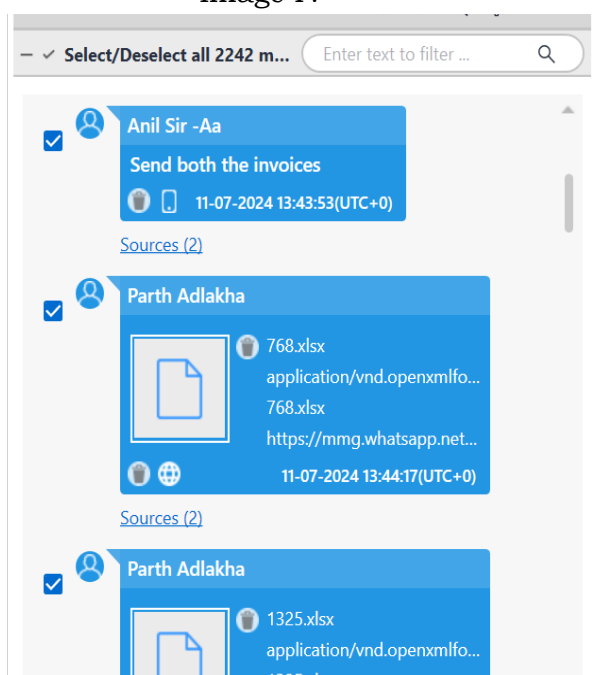 Select/Deselect all 2242 m...
Enter text to filter ...
Anil Sir -Aa
Send both the invoices
11-07-2024 13:43:53(UTC+0)
Sources (2)
Parth Adlakha
768.xlsx
application/vnd.openxmlfo...
768.xlsx
https://mmg.whatsapp.net...
11-07-2024 13:44:17(UTC+0)
Sources (2)
Parth Adlakha
1325.xlsx
application/vnd.openxmlfo...